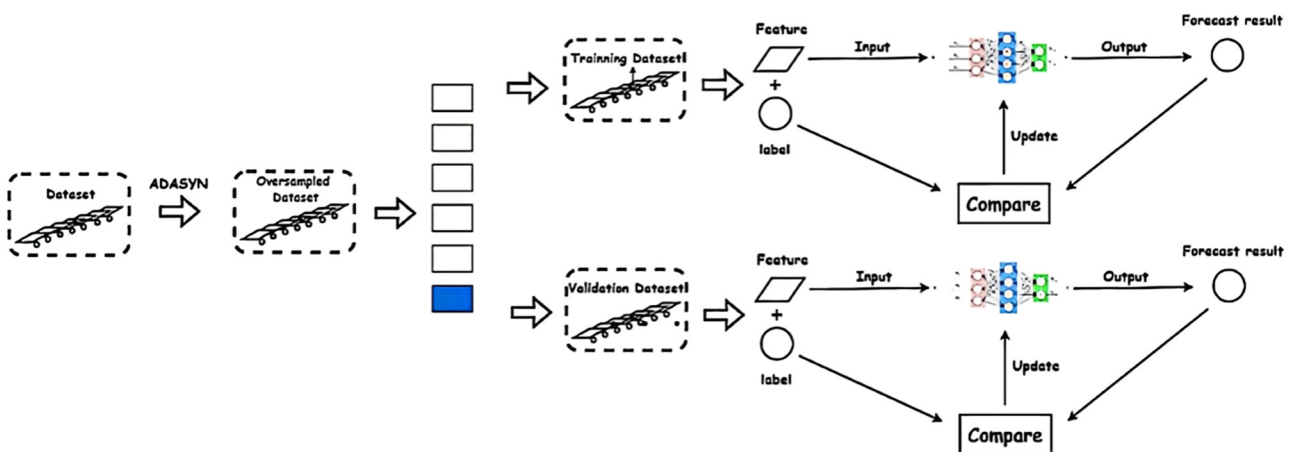 Dataset
ADASYN
Oversampled
Dataset
Trainning Dataset
Feature
+
label
Input
Output
Forecast result
Update
Compare
Validation Dataset
Feature
+
label
Input
Output
Forecast result
Update
Compare